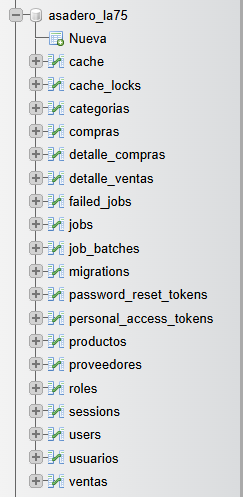 asadero_la75
Nueva
cache
cache_locks
categorias
compras
detalle_compras
detalle_ventas
failed_jobs
jobs
job_batches
migrations
password_reset_tokens
personal_access_tokens
productos
proveedores
roles
sessions
users
usuarios
ventas